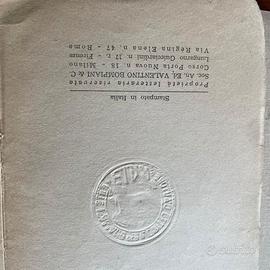 Proprietà letteraria riservata
Soc. An. Ed. VALENTINO BOMPIANI & C.
Corso Porta Nuova n. 18 - Milano
Lungarno Guicciardini n. 17 r. - Firenze
Via Regina Elena n. 47 - Roma
Stampato in Italia